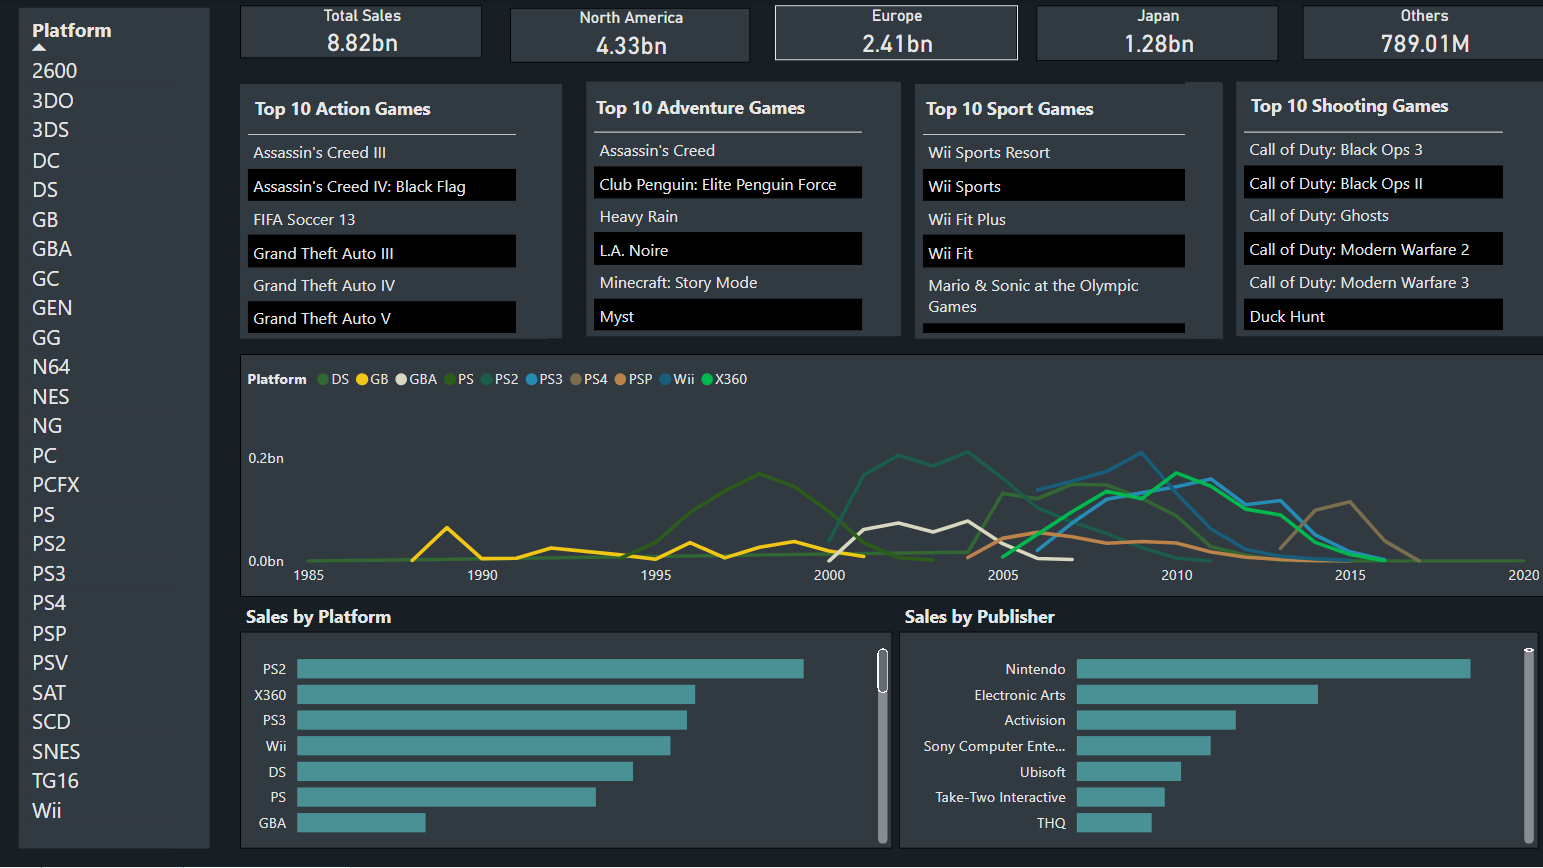 Platform
2600
3DO
3DS
DC
DS
GB
GBA
GC
GEN
GG
N64
NES
NG
PC
PCFX
PS
PS2
PS3
PS4
PSP
PSV
SAT
SCD
SNES
TG16
Wii
Total Sales
8.82bn
North America
4.33bn
Europe
2.41bn
Japan
1.28bn
Others
789.01M
Top 10 Action Games
Assassin's Creed III
Assassin's Creed IV: Black Flag
FIFA Soccer 13
Grand Theft Auto III
Grand Theft Auto IV
Grand Theft Auto V
Top 10 Adventure Games
Assassin's Creed
Club Penguin: Elite Penguin Force
Heavy Rain
L.A. Noire
Minecraft: Story Mode
Myst
Top 10 Sport Games
Wii Sports Resort
Wii Sports
Wii Fit Plus
Wii Fit
Mario & Sonic at the Olympic
Games
Top 10 Shooting Games
Call of Duty: Black Ops 3
Call of Duty: Black Ops II
Call of Duty: Ghosts
Call of Duty: Modern Warfare 2
Call of Duty: Modern Warfare 3
Duck Hunt
Platform DS GB GBA PS PS2 PS3 PS4 PSP Wii X360
0.2bn
0.0bn
1985 1990 1995 2000 2005 2010 2015 2020
Sales by Platform
PS2
X360
PS3
Wii
DS
PS
GBA
Sales by Publisher
Nintendo
Electronic Arts
Activision
Sony Computer Ente...
Ubisoft
Take-Two Interactive
THQ